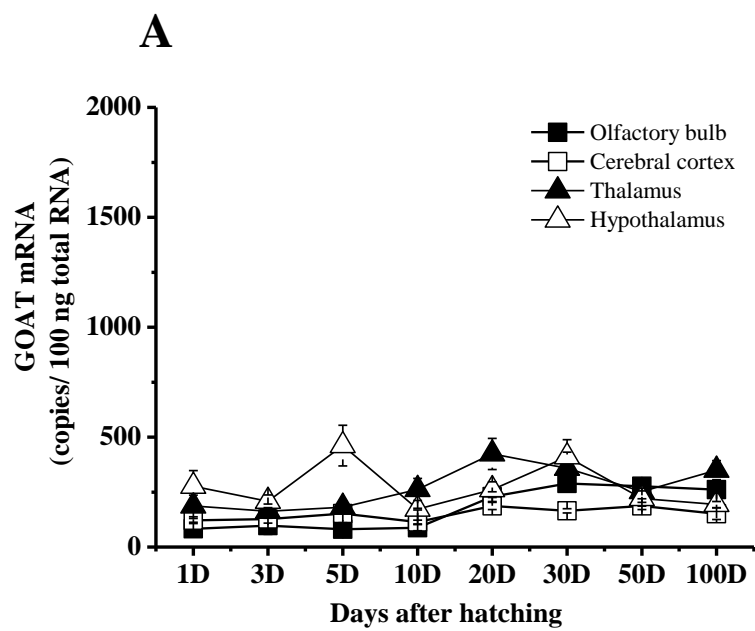 A
2000
1500
1000
500
0
GOAT mRNA
(copies/ 100 ng total RNA)
Olfactory bulb
Cerebral cortex
Thalamus
Hypothalamus
1D 3D 5D 10D 20D 30D 50D 100D
Days after hatching